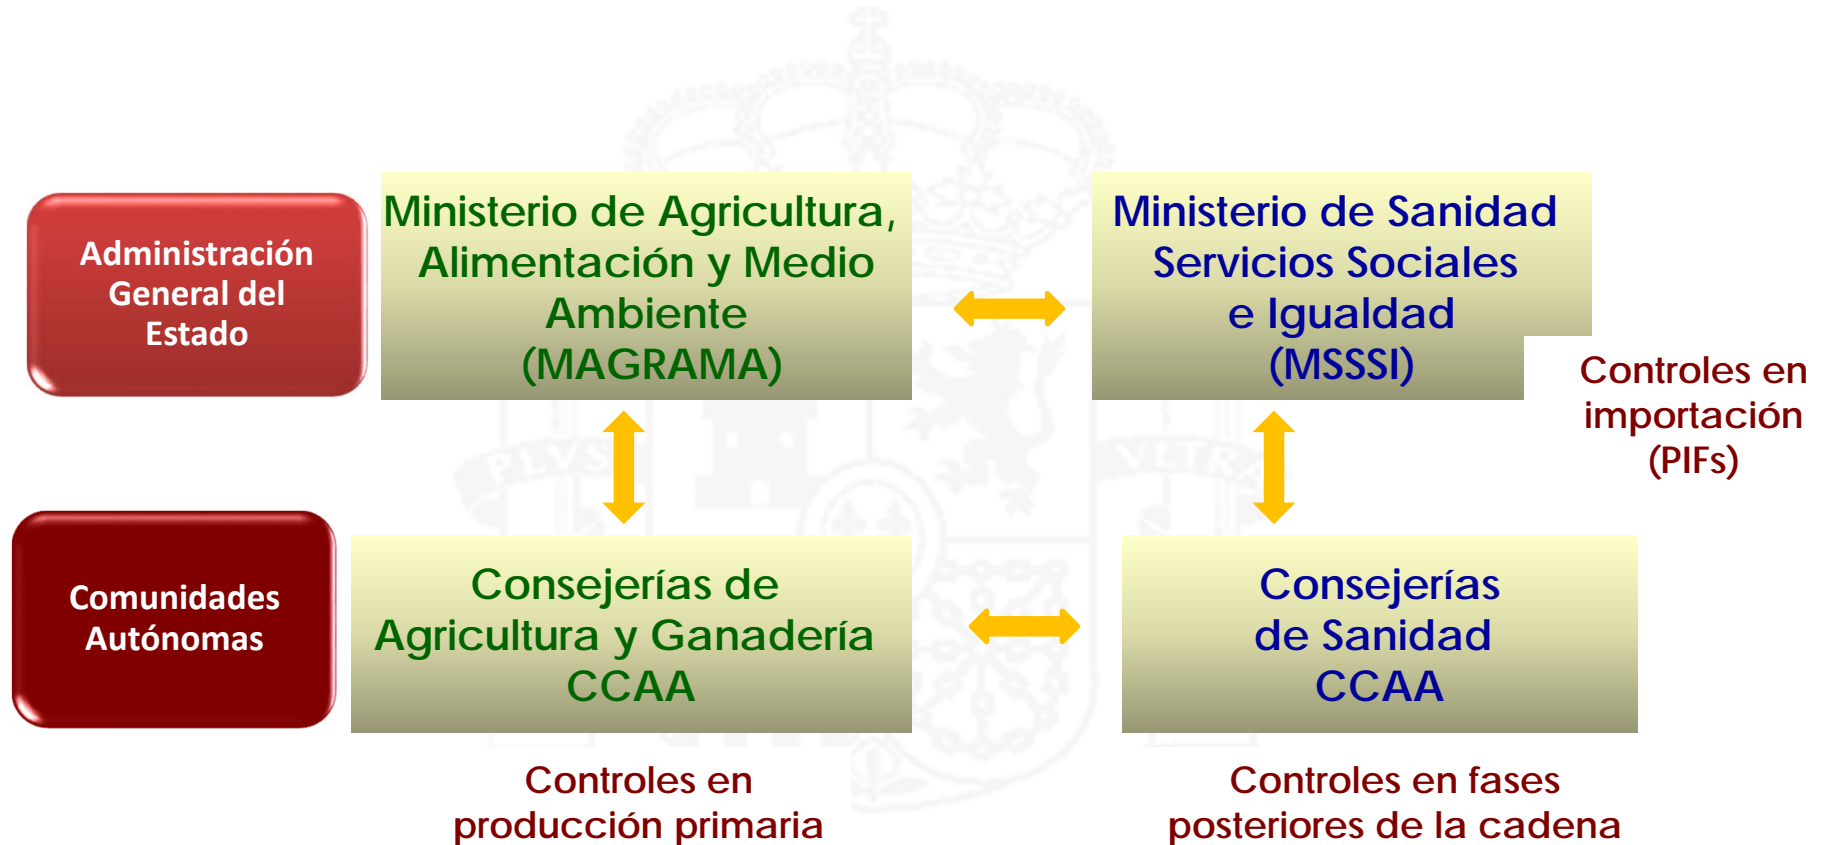 Administración
General del
Estado
Ministerio de Agricultura,
Alimentación y Medio
Ambiente
(MAGRAMA)
Ministerio de Sanidad
Servicios Sociales
e Igualdad
(MSSSI)
Controles en
importación
(PIFs)
PLVS
VLTRA
Comunidades
Autónomas
Consejerías de
Agricultura y Ganadería
CCAA
Consejerías
de Sanidad
CCAA
Controles en
producción primaria
Controles en fases
posteriores de la cadena